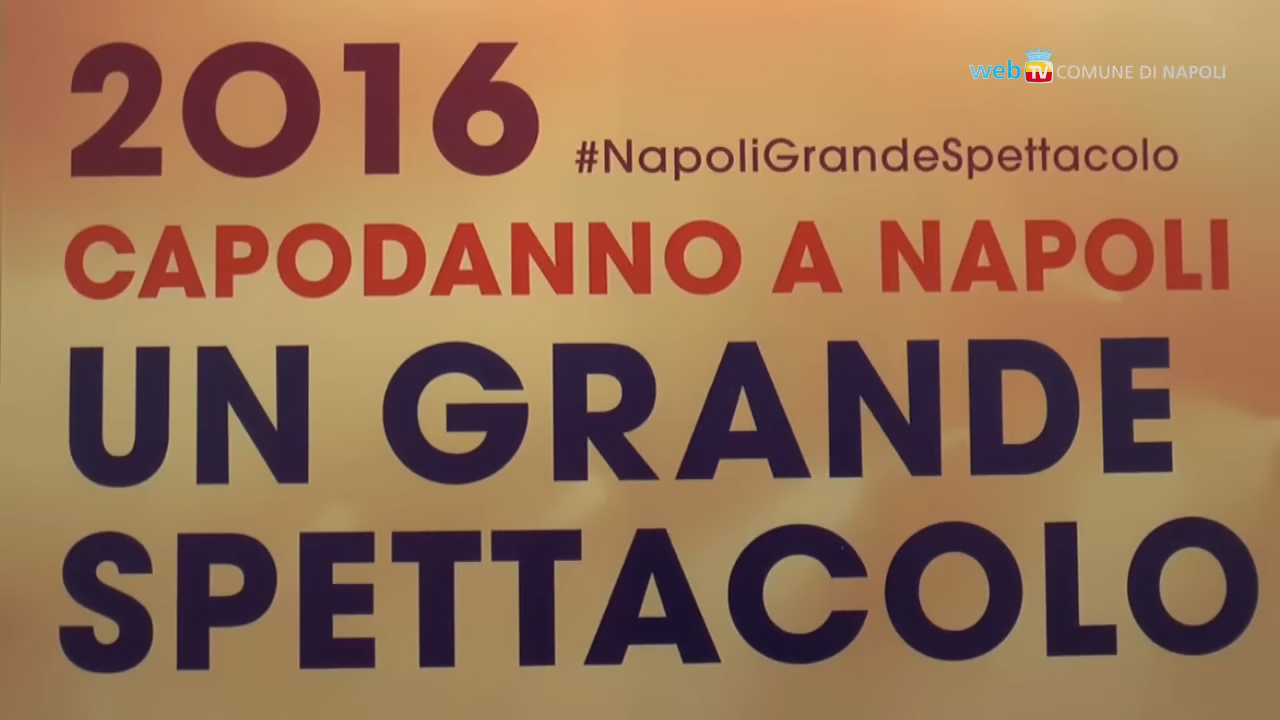 web TV COMUNE DI NAPOLI
2016
#NapoliGrandeSpettacolo
CAPODANNO A NAPOLI
UN GRANDE
SPETTACOLO